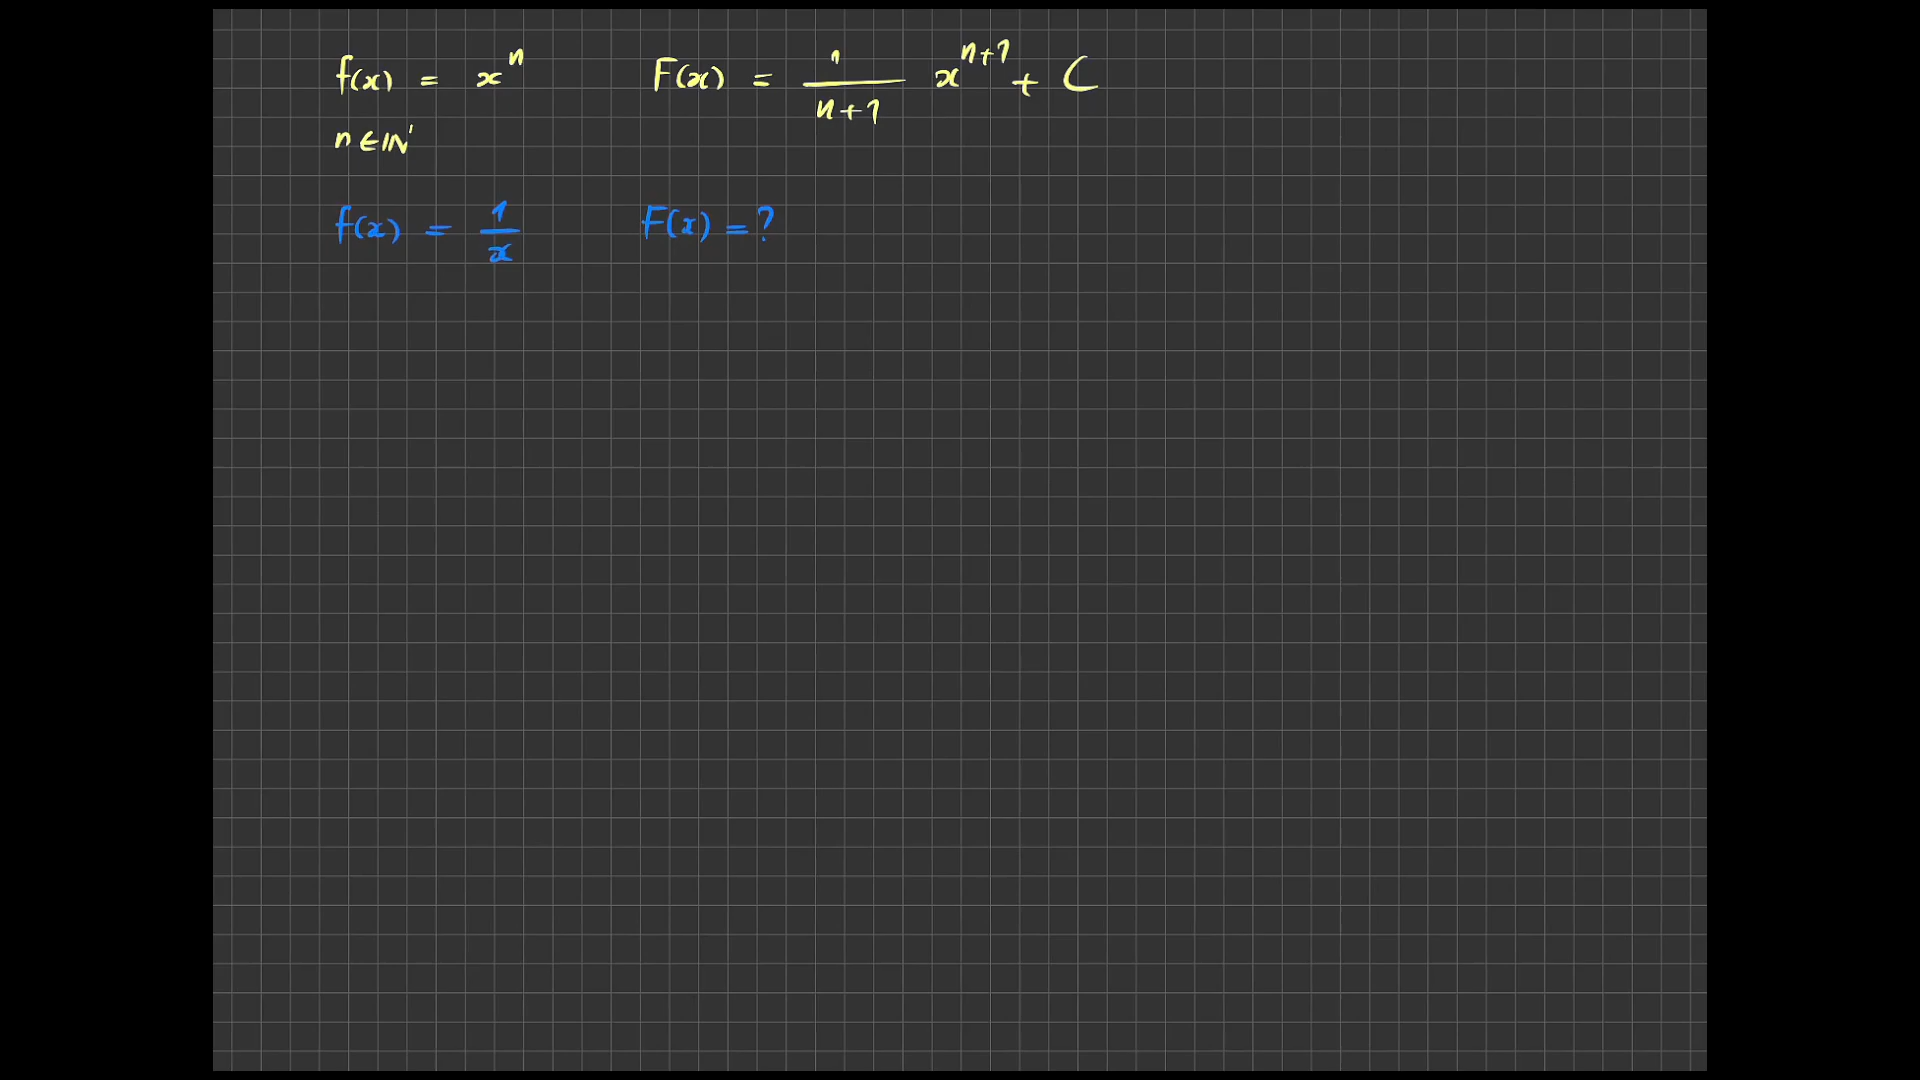 f(x) = x^n F(x) = 1/(n+1) x^(n+1) + C
n ∈ ℕ
f(x) = 1/x F(x) = ?